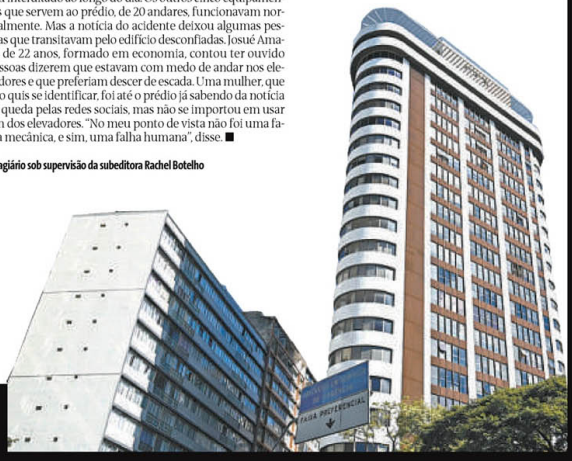 s que servem ao prédio, de 20 andares, funcionavam nor-
almente. Mas a notícia do acidente deixou algumas pes-
as que transitavam pelo edifício desconfiadas. Josué Ama-
de 22 anos, formado em economia, contou ter ouvido
ssoas dizerem que estavam com medo de andar nos ele-
dores e que preferiam descer de escada. Uma mulher, que
o quis se identificar, foi até o prédio já sabendo da notícia
queda pelas redes sociais, mas não se importou em usar
n dos elevadores. “No meu ponto de vista não foi uma fa-
a mecânica, e sim, uma falha humana”, disse. ■
agiário sob supervisão da subeditora Rachel Botelho
FAIXA PREFERENCIAL